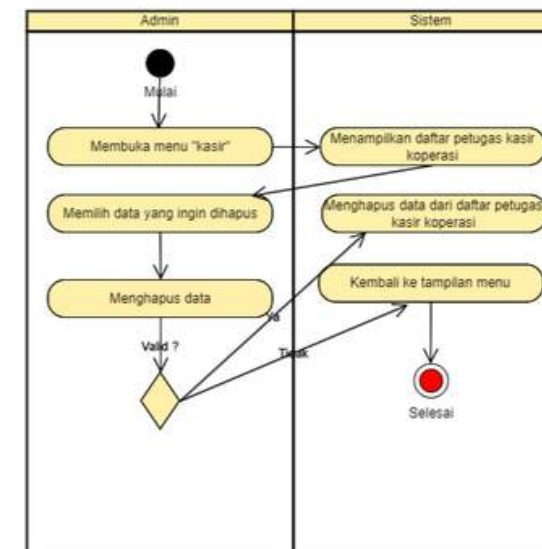 Admin
Sistem
Mulai
Membuka menu "kasir"
Menampilkan daftar petugas kasir
koperasi
Memilih data yang ingin dihapus
Menghapus data dari daftar petugas
kasir koperasi
Menghapus data
Kembali ke tampilan menu
Ya
Valid ?
Tidak
Selesai